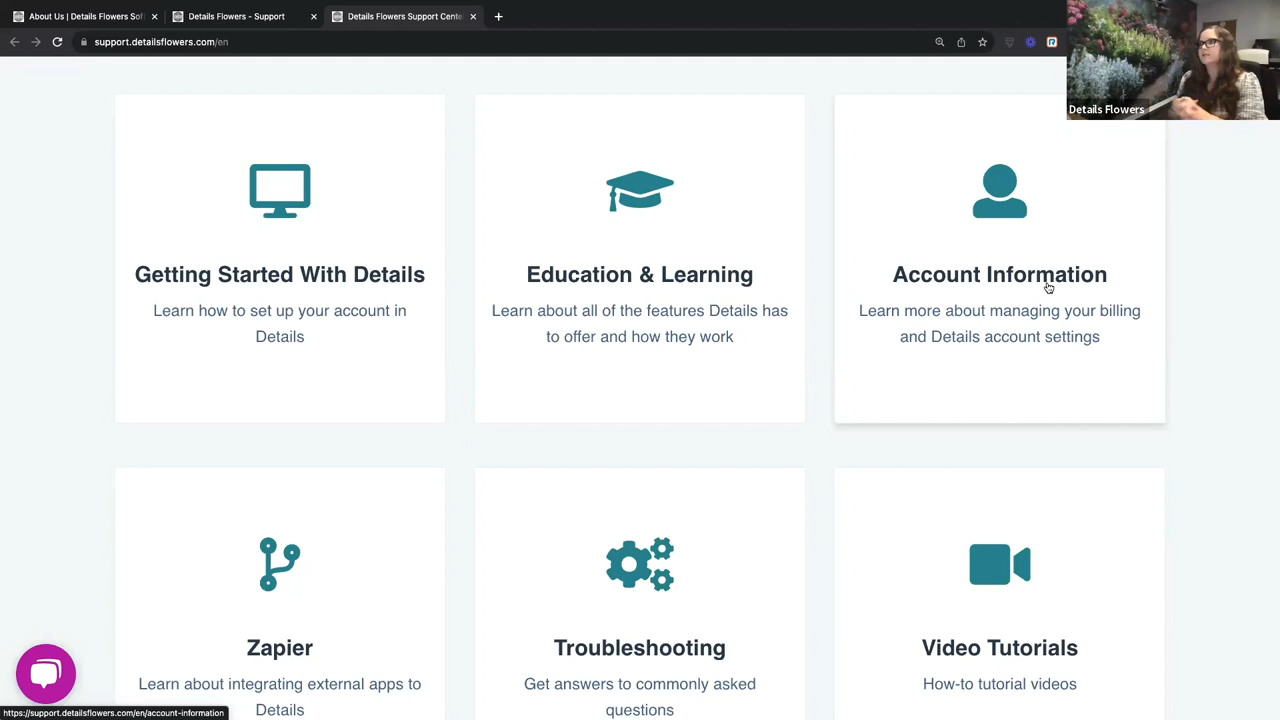 About Us | Details Flowers Sof
Details Flowers - Support
Details Flowers Support Cente
support.detailsflowers.com/en
Details Flowers
Getting Started With Details
Learn how to set up your account in
Details
Education & Learning
Learn about all of the features Details has
to offer and how they work
Account Information
Learn more about managing your billing
and Details account settings
Zapier
Learn about integrating external apps to
Details
Troubleshooting
Get answers to commonly asked
questions
Video Tutorials
How-to tutorial videos
https://support.detailsflowers.com/en/account-information